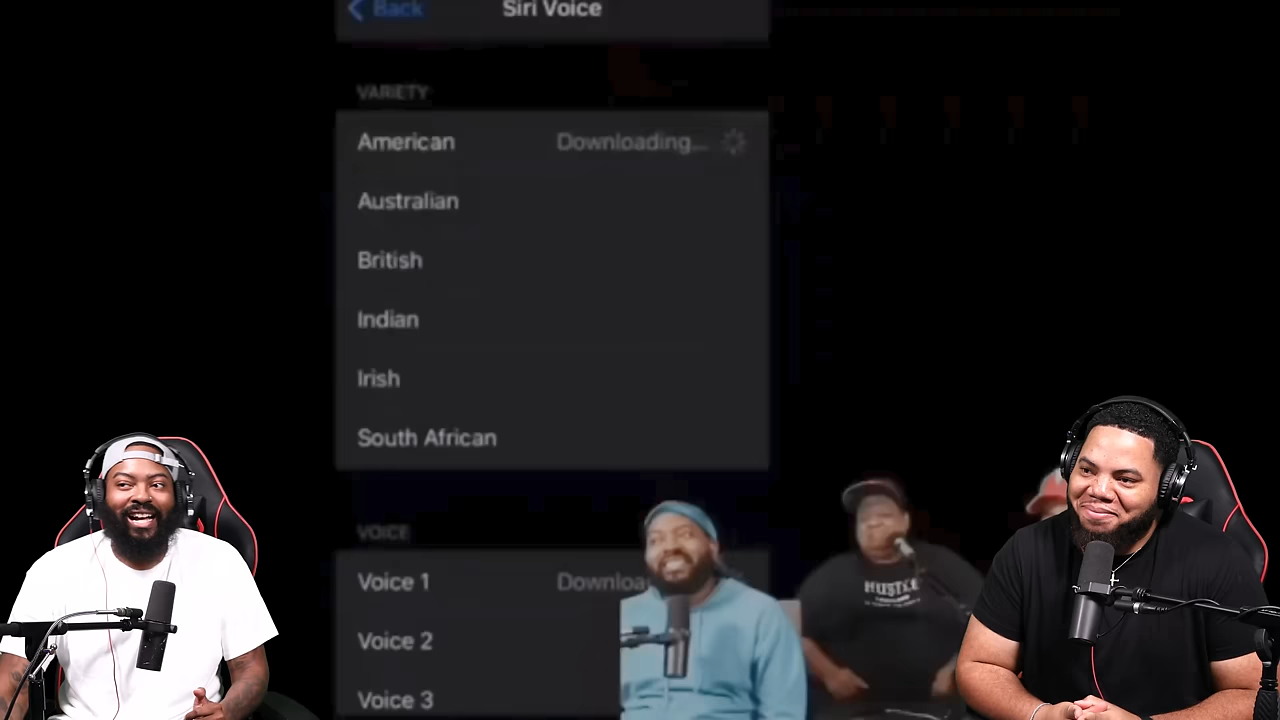 Back
Siri Voice
VARIETY
American
Downloading...
Australian
British
Indian
Irish
South African
VOICE
Voice 1
Voice 2
Voice 3
HUSTLE